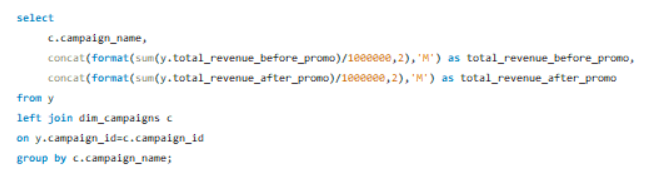 select
c.campaign_name,
concat(format(sum(y.total_revenue_before_promo)/1000000,2),'M') as total_revenue_before_promo,
concat(format(sum(y.total_revenue_after_promo)/1000000,2),'M') as total_revenue_after_promo
from y
left join dim_campaigns c
on y.campaign_id=c.campaign_id
group by c.campaign_name;